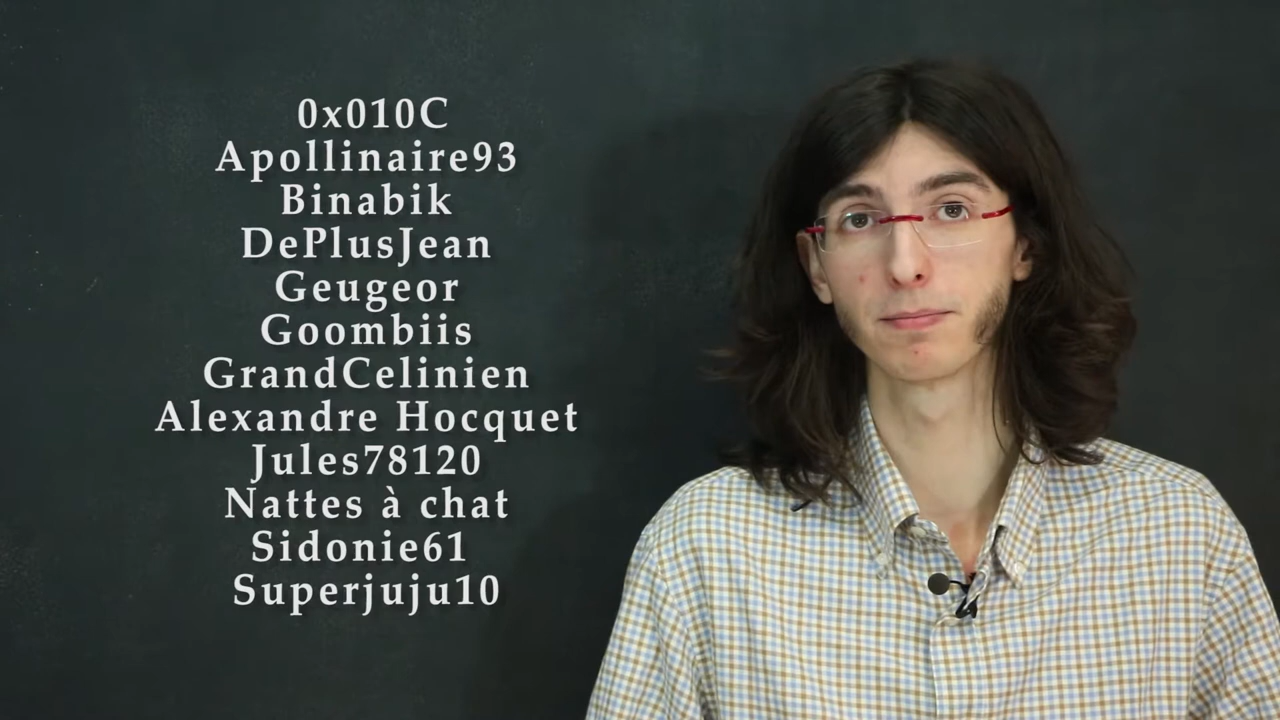 0x010C
Apollinaire93
Binabik
DePlusJean
Geugeor
Goombiis
GrandCelinien
Alexandre Hocquet
Jules78120
Nattes à chat
Sidonie61
Superjuju10